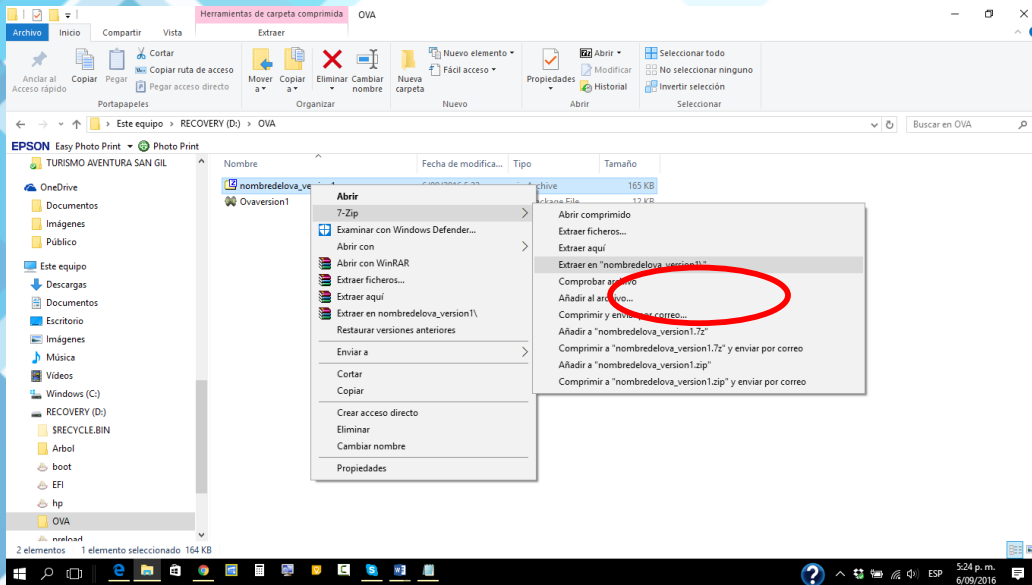 Herramientas de carpeta comprimida OVA
Archivo Inicio Compartir Vista Extraer
Anclar al Acceso rápido
Copiar
Pegar
Cortar
Copiar ruta de acceso
Pegar acceso directo
Portapapeles
Mover a
Copiar a
Eliminar
Cambiar nombre
Organizar
Nueva carpeta
Nuevo elemento
Fácil acceso
Nuevo
Propiedades
Abrir
Modificar
Historial
Abrir
Seleccionar todo
No seleccionar ninguno
Invertir selección
Seleccionar
Este equipo > RECOVERY (D:) > OVA
Buscar en OVA
EPSON Easy Photo Print Photo Print
TURISMO AVENTURA SAN GIL
OneDrive
Documentos
Imágenes
Público
Este equipo
Descargas
Documentos
Escritorio
Imágenes
Música
Vídeos
Windows (C:)
RECOVERY (D:)
$RECYCLE.BIN
Arbol
boot
EFI
hp
OVA
preload
Nombre Fecha de modifica... Tipo Tamaño
165 KB
Ovaversion1 12 KB
Abrir
7-Zip
Examinar con Windows Defender...
Abrir con
Abrir con WinRAR
Extraer ficheros...
Extraer aquí
Extraer en nombredelova_version1\
Restaurar versiones anteriores
Enviar a
Cortar
Copiar
Crear acceso directo
Eliminar
Cambiar nombre
Propiedades
Abrir comprimido
Extraer ficheros...
Extraer aquí
Extraer en "nombredelova_version1\"
Comprobar archivo
Añadir al archivo...
Comprimir y enviar por correo...
Añadir a "nombredelova_version1.7z"
Comprimir a "nombredelova_version1.7z" y enviar por correo
Añadir a "nombredelova_version1.zip"
Comprimir a "nombredelova_version1.zip" y enviar por correo
2 elementos 1 elemento seleccionado 164 KB
ESP
5:24 p. m.
6/09/2016